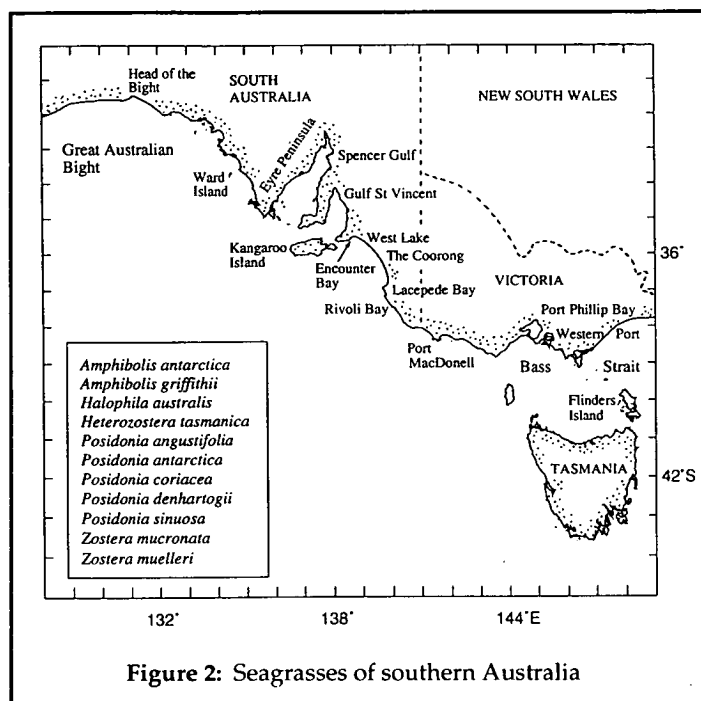 Head of the
Bight
SOUTH
AUSTRALIA
NEW SOUTH WALES
Great Australian
Bight
Eyre Peninsula
Spencer Gulf
Ward
Island
Gulf St Vincent
Kangaroo
Island
West Lake
The Coorong
Encounter
Bay
Lacepede Bay
36°
VICTORIA
Rivoli Bay
Port Phillip Bay
Western Port
Port
MacDonell
Bass Strait
Flinders
Island
TASMANIA
42°S
Amphibolis antarctica
Amphibolis griffithii
Halophila australis
Heterozostera tasmanica
Posidonia angustifolia
Posidonia antarctica
Posidonia coriacea
Posidonia denhartogii
Posidonia sinuosa
Zostera mucronata
Zostera muelleri
132° 138° 144°E
Figure 2: Seagrasses of southern Australia